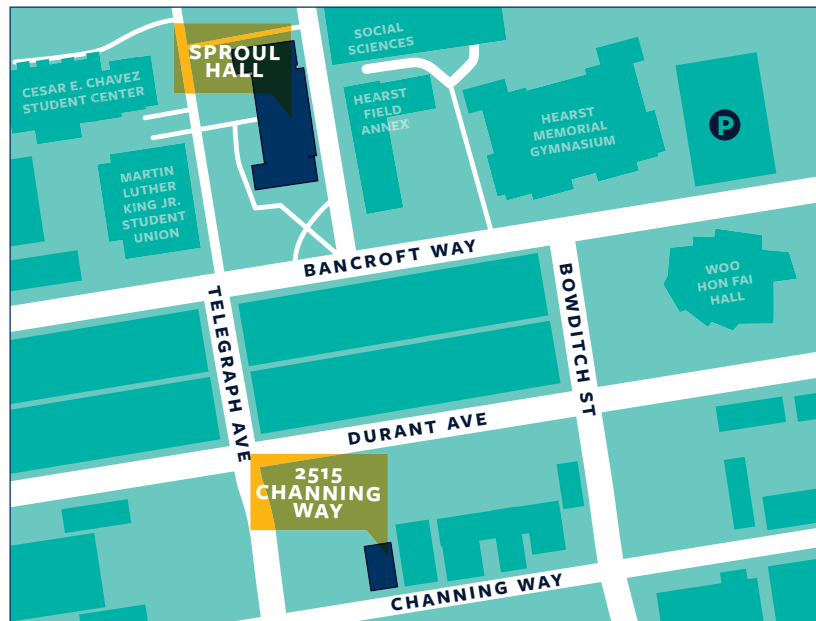 SOCIAL
SCIENCES
SPROUL
HALL
CESAR E. CHAVEZ
STUDENT CENTER
HEARST
FIELD
ANNEX
HEARST
MEMORIAL
GYMNASIUM
P
MARTIN
LUTHER
KING JR.
STUDENT
UNION
BANCROFT WAY
WOO
HON FAI
HALL
TELEGRAPH AVE
BOWDITCH ST
DURANT AVE
2515
CHANNING
WAY
CHANNING WAY